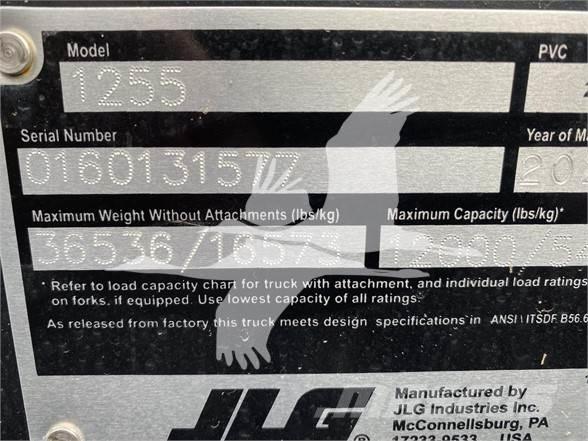 Model PVC
1255
Serial Number Year of
0160131577
Maximum Weight Without Attachments (lbs/kg) Maximum Capacity (lbs/kg)*
36536/16573
* Refer to load capacity chart for truck with attachment, and individual load ratings
on forks, if equipped. Use lowest capacity of all ratings.
As released from factory this truck meets design specifications in ANSI \ ITSDF B56.6
JLG
Manufactured by
JLG Industries Inc.
McConnellsburg, PA
17233-9533 USA